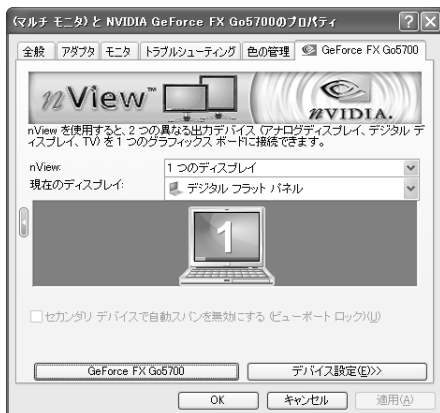 (マルチ モニタ) と NVIDIA GeForce FX Go5700のプロパティ
全般 アダプタ モニタ トラブルシューティング 色の管理 GeForce FX Go5700
nView™ NVIDIA.
nView を使用すると、2 つの異なる出力デバイス (アナログディスプレイ、デジタル デ
ィスプレイ、TV) を 1 つのグラフィックス ボードに接続できます。
nView: 1 つのディスプレイ
現在のディスプレイ: デジタル フラット パネル
1
セカンダリ デバイスで自動スパンを無効にする (ビューポート ロック)(U)
GeForce FX Go5700 デバイス設定(E)>>
OK キャンセル 適用(A)